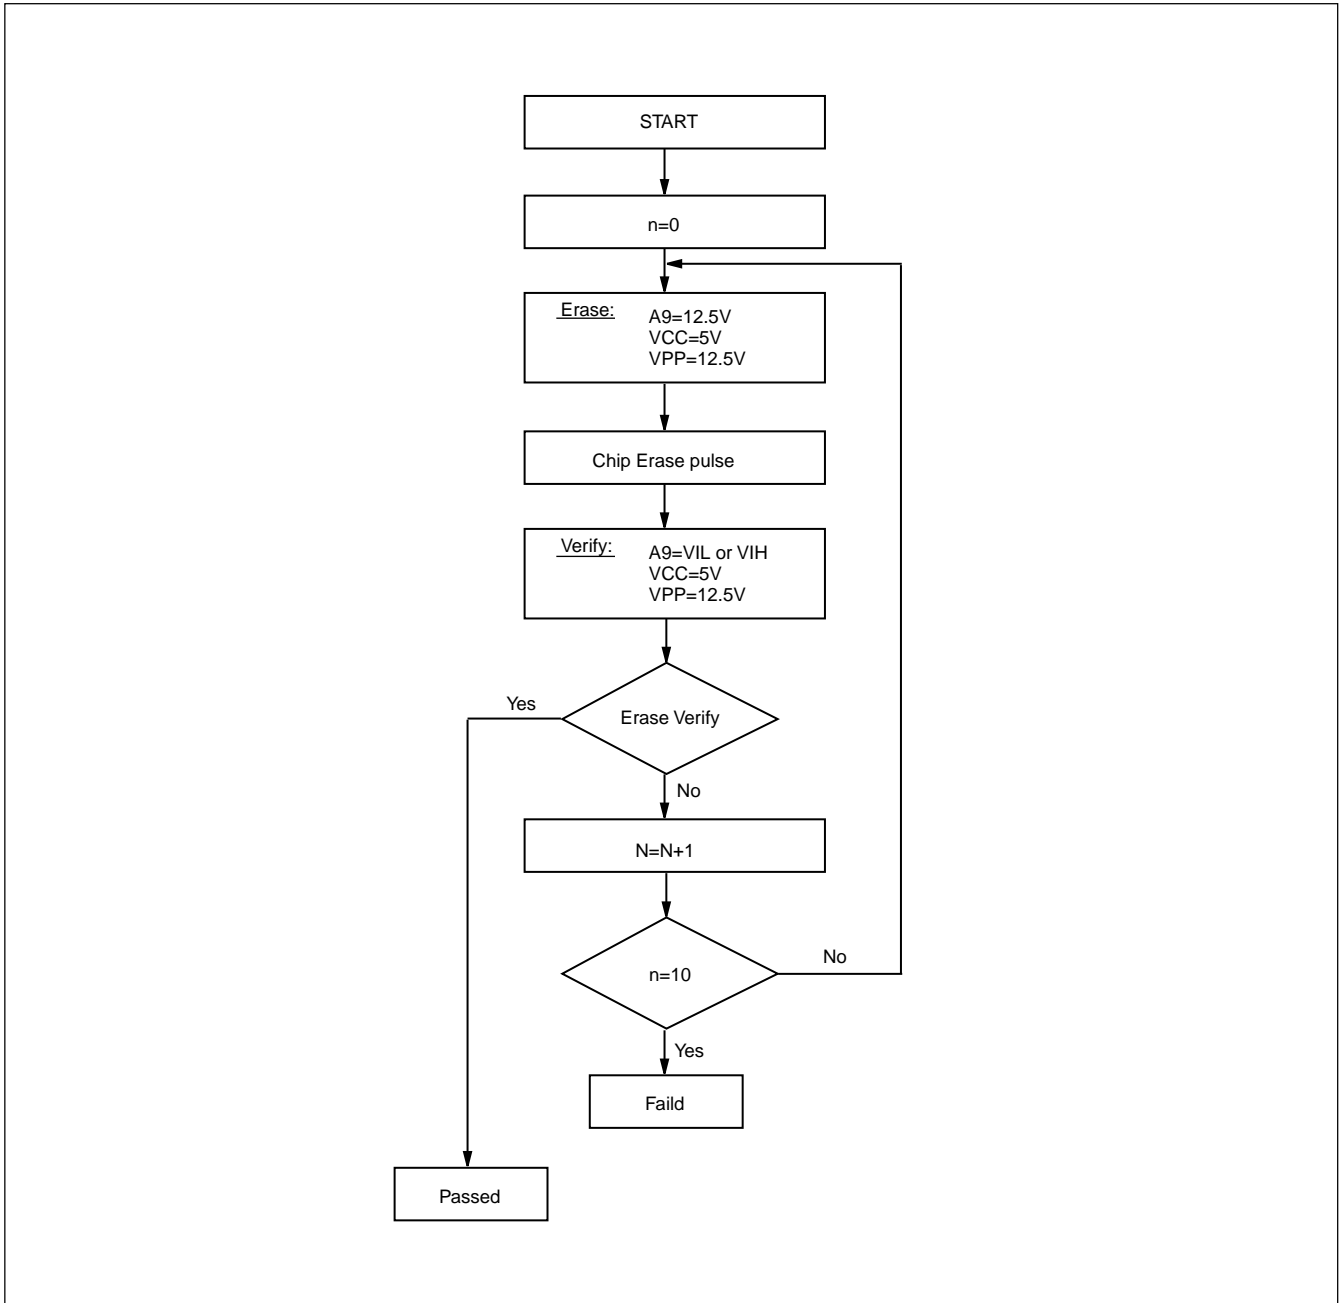 START
n=0
Erase:
A9=12.5V
VCC=5V
VPP=12.5V
Chip Erase pulse
Verify:
A9=VIL or VIH
VCC=5V
VPP=12.5V
Yes
Erase Verify
No
N=N+1
No
n=10
Yes
Faild
Passed